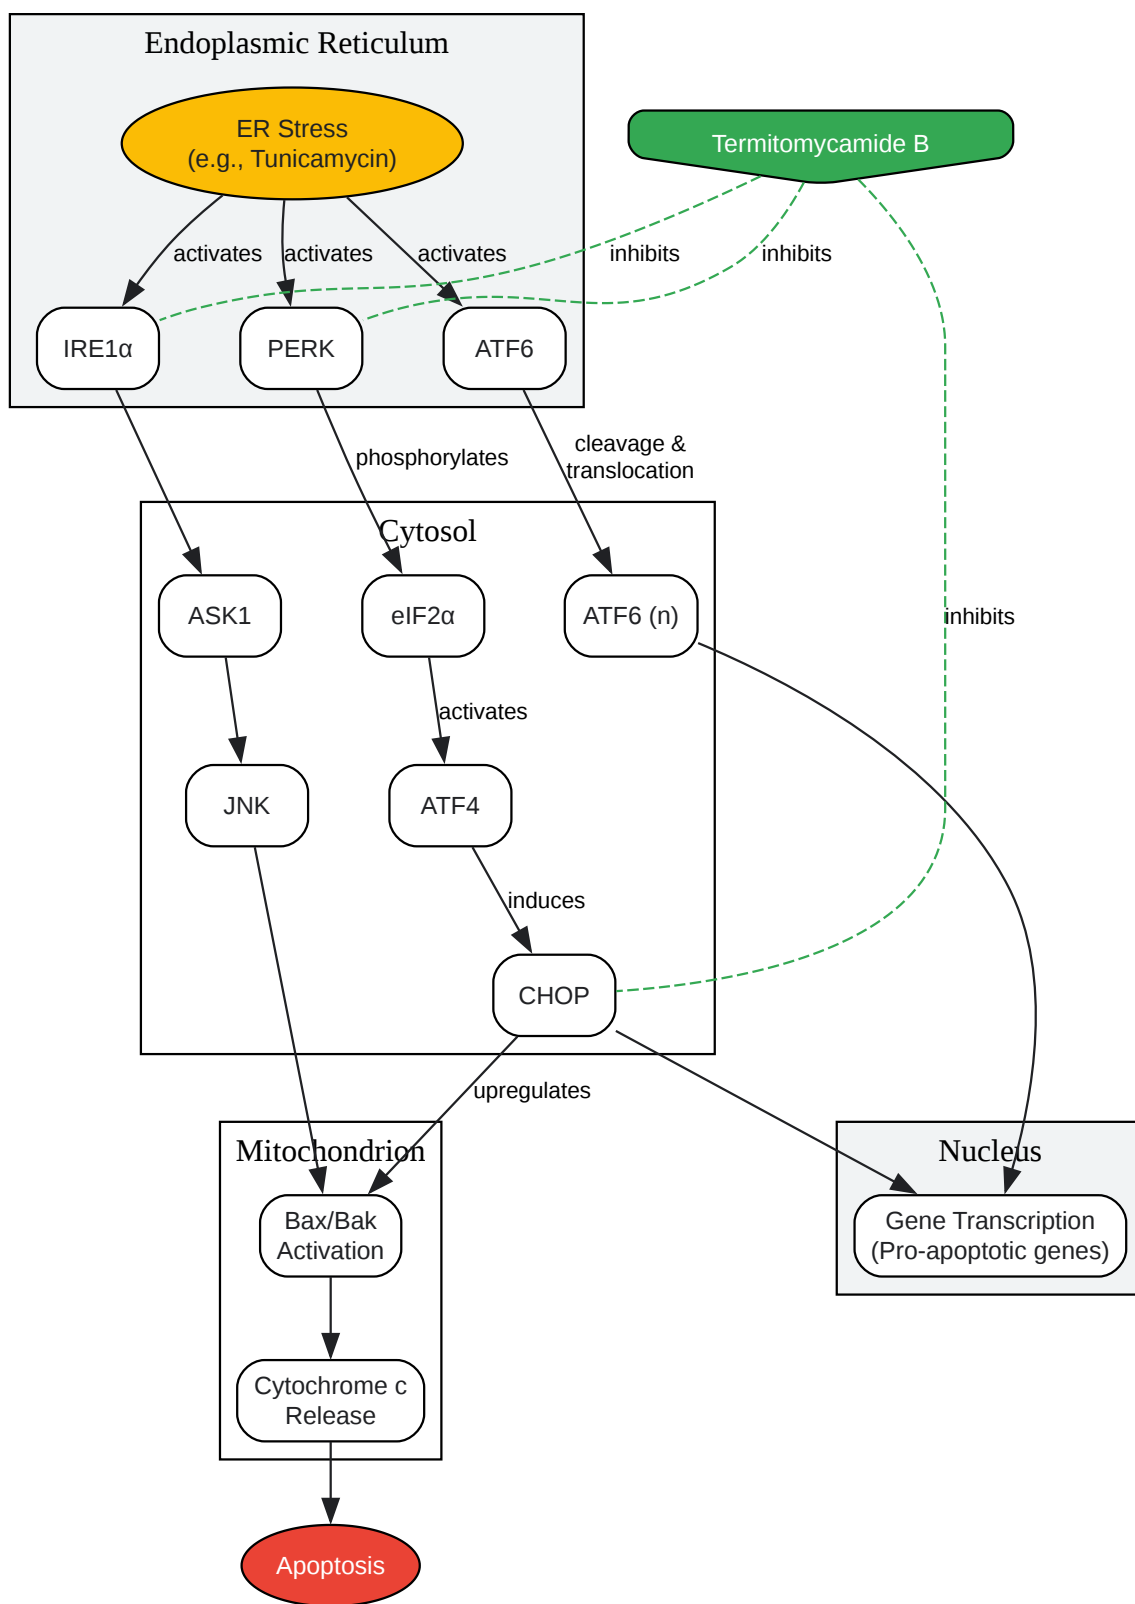 Endoplasmic Reticulum
ER Stress
(e.g., Tunicamycin)
Termitomycamide B
activates
activates
activates
inhibits
inhibits
IRE1α
PERK
ATF6
phosphorylates
cleavage &
translocation
Cytosol
ASK1
eIF2α
ATF6 (n)
inhibits
activates
JNK
ATF4
induces
CHOP
upregulates
Mitochondrion
Nucleus
Bax/Bak
Activation
Gene Transcription
(Pro-apoptotic genes)
Cytochrome c
Release
Apoptosis